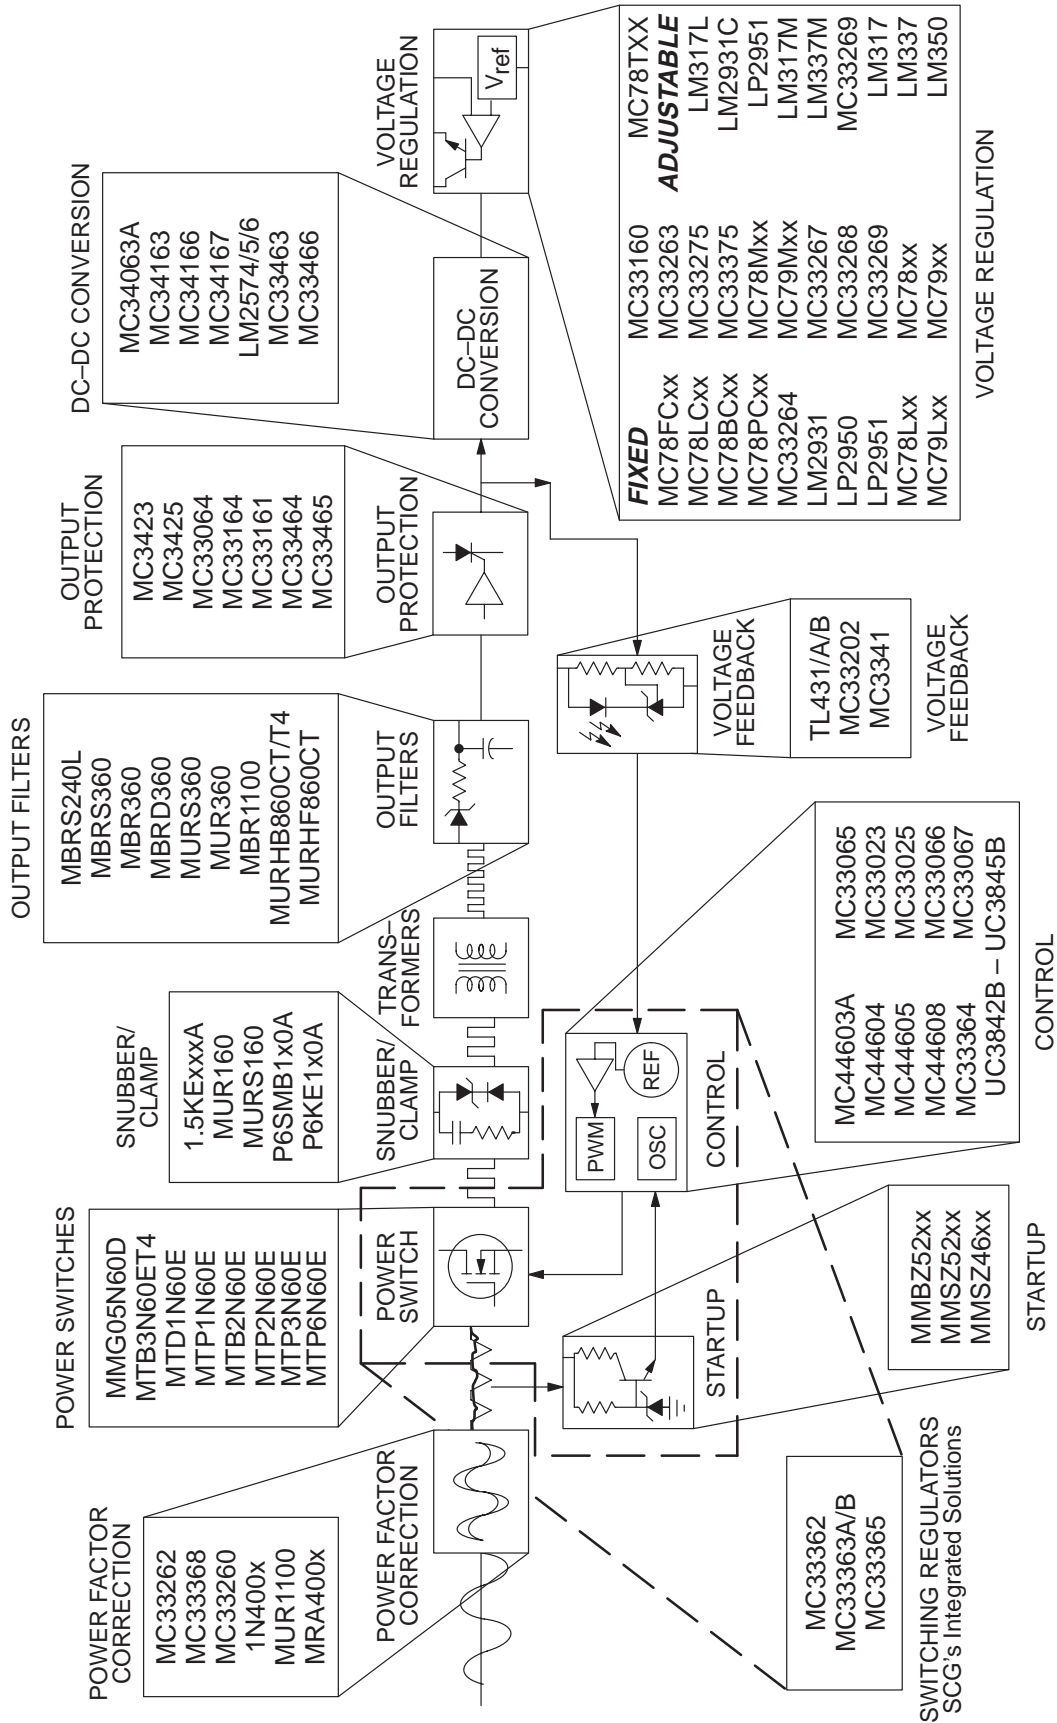 POWER FACTOR
CORRECTION
MC33262
MC33368
MC33260
1N400x
MUR1100
MRA400x
POWER SWITCHES
MMG05N60D
MTB3N60ET4
MTD1N60E
MTP1N60E
MTB2N60E
MTP2N60E
MTP3N60E
MTP6N60E
SNUBBER/
CLAMP
1.5KExxxA
MUR160
MURS160
P6SMB1x0A
P6KE1x0A
OUTPUT FILTERS
MBRS240L
MBRS360
MBR360
MBRD360
MURS360
MUR360
MBR1100
MURHB860CT/T4
MURHF860CT
OUTPUT
PROTECTION
MC3423
MC3425
MC33064
MC33164
MC33161
MC33464
MC33465
DC–DC CONVERSION
MC34063A
MC34163
MC34166
MC34167
LM2574/5/6
MC33463
MC33466
POWER FACTOR
CORRECTION
POWER
SWITCH
SNUBBER/
CLAMP
TRANS–
FORMERS
OUTPUT
FILTERS
OUTPUT
PROTECTION
DC–DC
CONVERSION
VOLTAGE
REGULATION
Vref
STARTUP
PWM
OSC
REF
CONTROL
VOLTAGE
FEEDBACK
MC33362
MC33363A/B
MC33365
SWITCHING REGULATORS
SCG's Integrated Solutions
MMBZ52xx
MMSZ52xx
MMSZ46xx
STARTUP
MC44603A MC33065
MC44604 MC33023
MC44605 MC33025
MC44608 MC33066
MC33364 MC33067
UC3842B – UC3845B
CONTROL
TL431/A/B
MC33202
MC3341
VOLTAGE
FEEDBACK
FIXED MC33160 MC78TXX
MC78FCxx MC33263 ADJUSTABLE
MC78LCxx MC33275 LM317L
MC78BCxx MC33375 LM2931C
MC78PCxx MC78Mxx LP2951
MC33264 MC79Mxx LM317M
LM2931 MC33267 LM337M
LP2950 MC33268 MC33269
LP2951 MC33269 LM317
MC78Lxx MC78xx LM337
MC79Lxx MC79xx LM350
VOLTAGE REGULATION